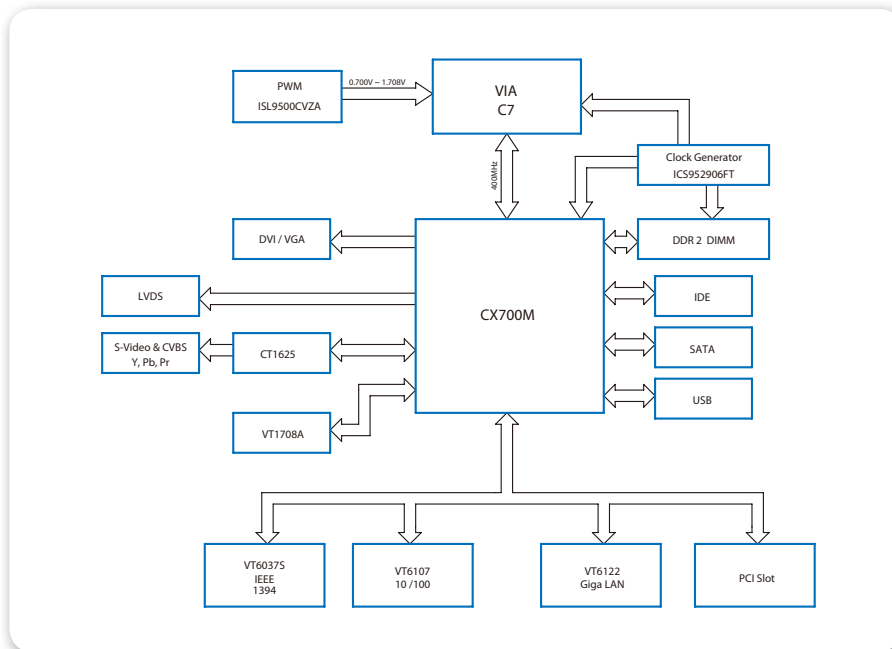 PWM
ISL9500CVZA
0.700V ~ 1.708V
VIA
C7
Clock Generator
ICS952906FT
400MHz
DVI / VGA
DDR 2 DIMM
LVDS
CX700M
IDE
S-Video & CVBS
Y, Pb, Pr
CT1625
SATA
USB
VT1708A
VT6037S
IEEE
1394
VT6107
10 /100
VT6122
Giga LAN
PCI Slot